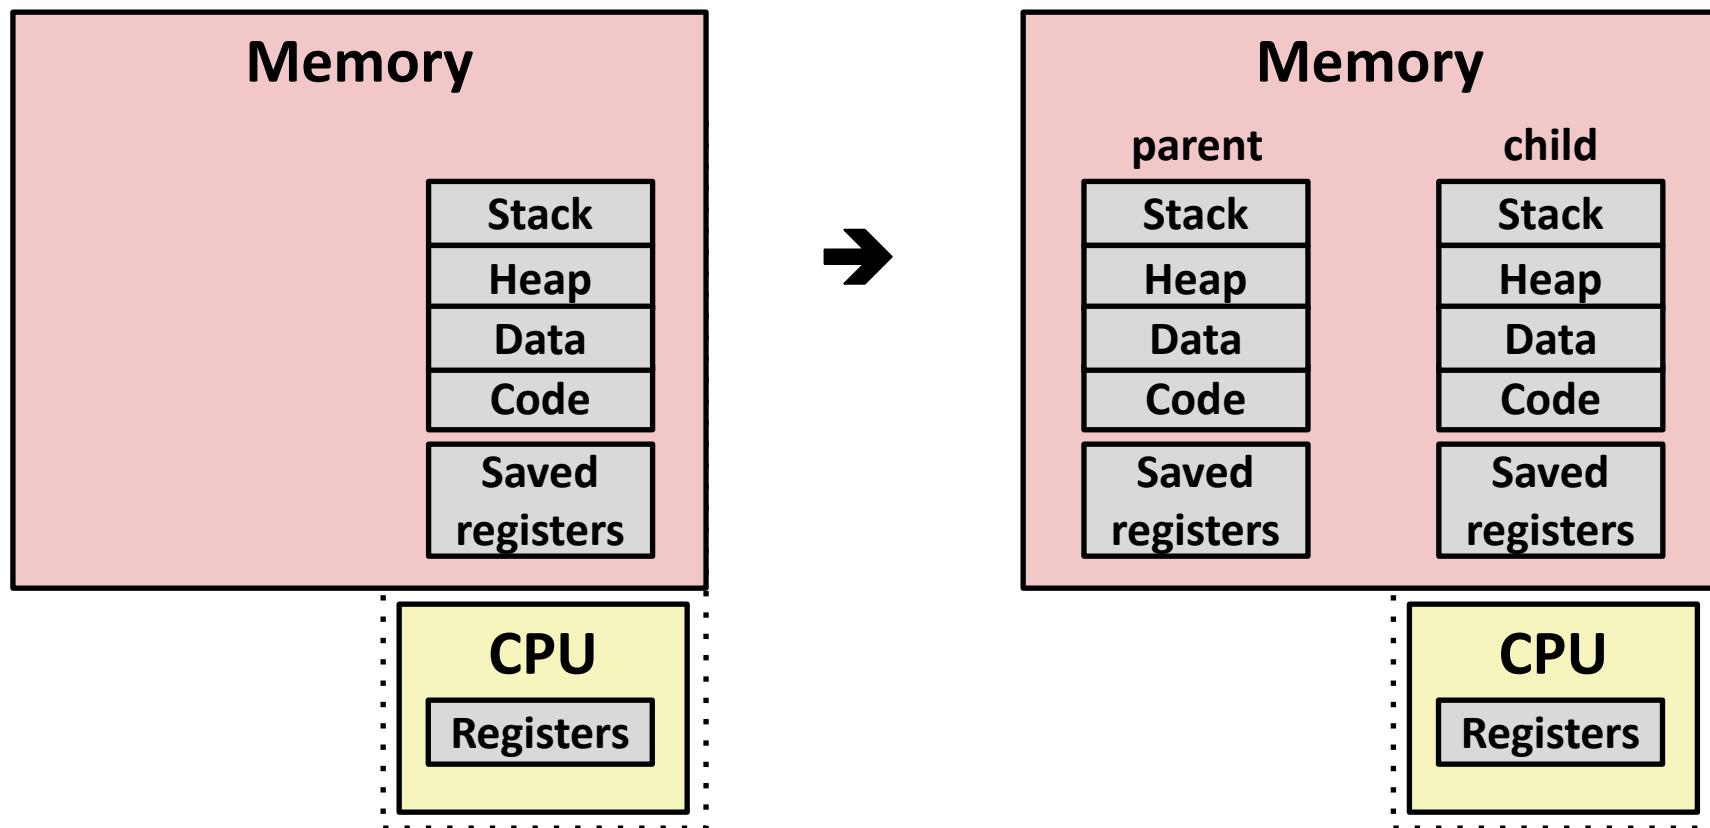 Memory
Stack
Heap
Data
Code
Saved
registers
CPU
Registers
Memory
parent
child
Stack
Heap
Data
Code
Saved
registers
Stack
Heap
Data
Code
Saved
registers
CPU
Registers